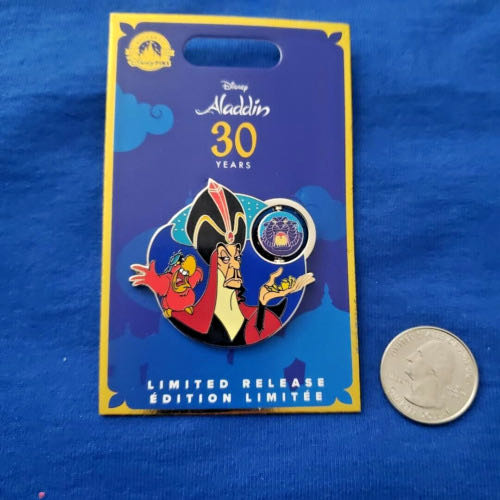 Disney
Aladdin
30
YEARS
LIMITED RELEASE
ÉDITION LIMITÉE